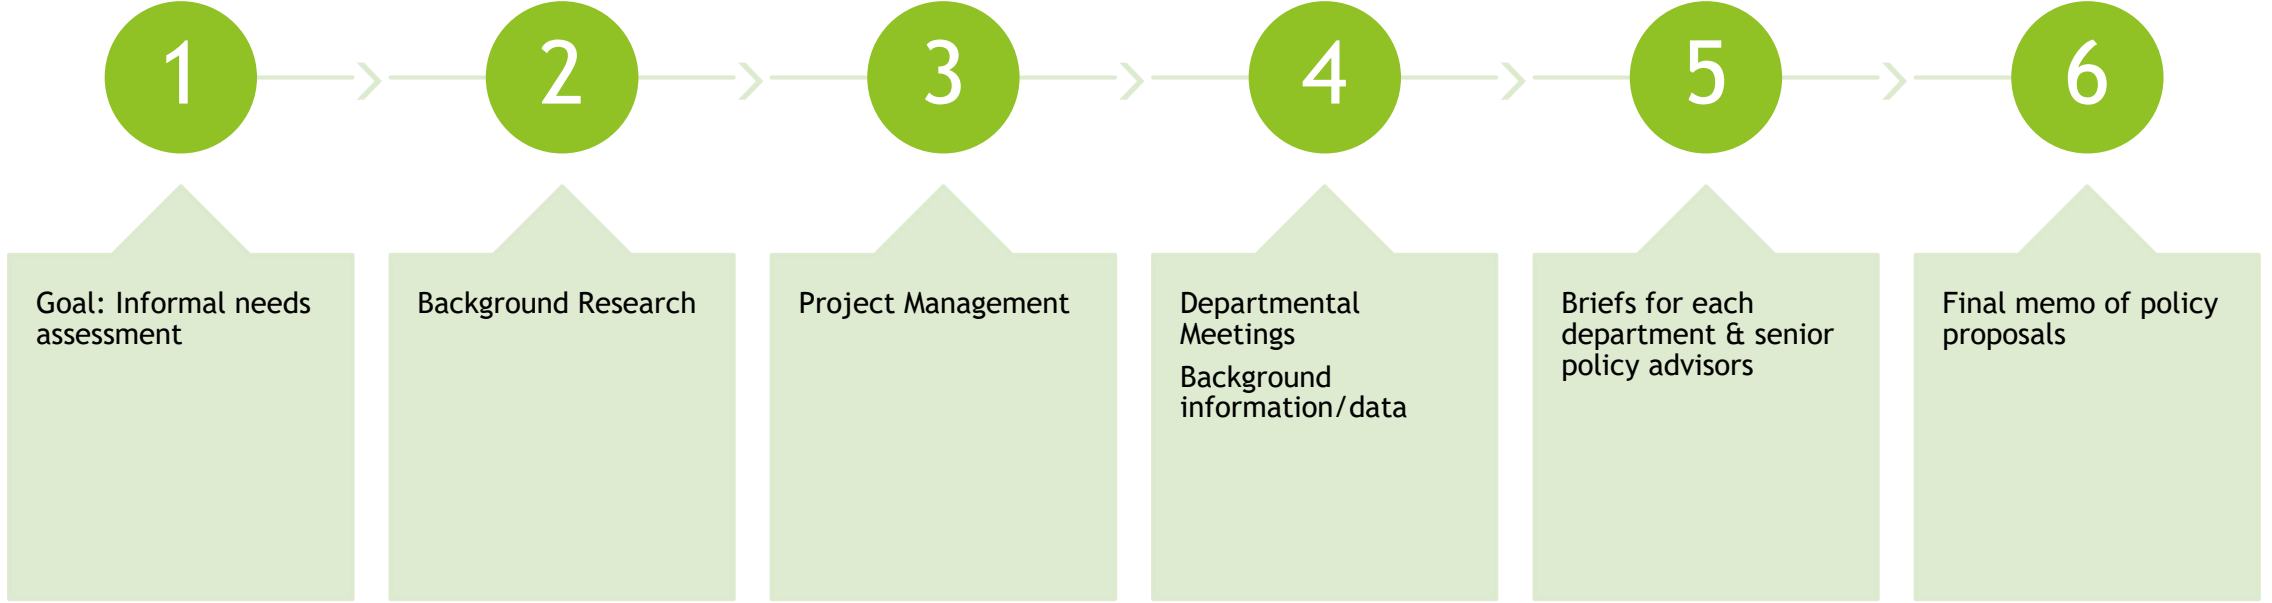 1
2
3
4
5
6
Goal: Informal needs
assessment
Background Research
Project Management
Departmental
Meetings
Background
information/data
Briefs for each
department & senior
policy advisors
Final memo of policy
proposals